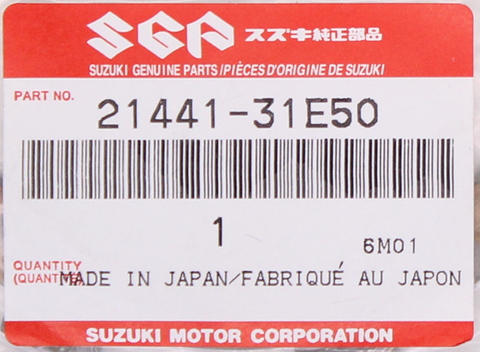 SGP スズキ純正部品
SUZUKI GENUINE PARTS/PIÈCES D'ORIGINE DE SUZUKI
PART NO. 21441-31E50
1
6M01
QUANTITY
(QUANTITÉ)
MADE IN JAPAN/FABRIQUÉ AU JAPON
SUZUKI MOTOR CORPORATION